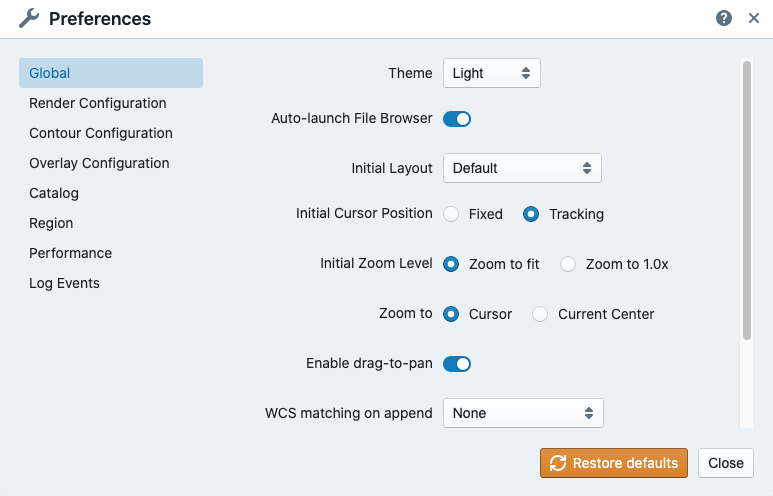 Preferences
Global
Render Configuration
Contour Configuration
Overlay Configuration
Catalog
Region
Performance
Log Events
Theme Light
Auto-launch File Browser
Initial Layout Default
Initial Cursor Position Fixed Tracking
Initial Zoom Level Zoom to fit Zoom to 1.0x
Zoom to Cursor Current Center
Enable drag-to-pan
WCS matching on append None
Restore defaults Close